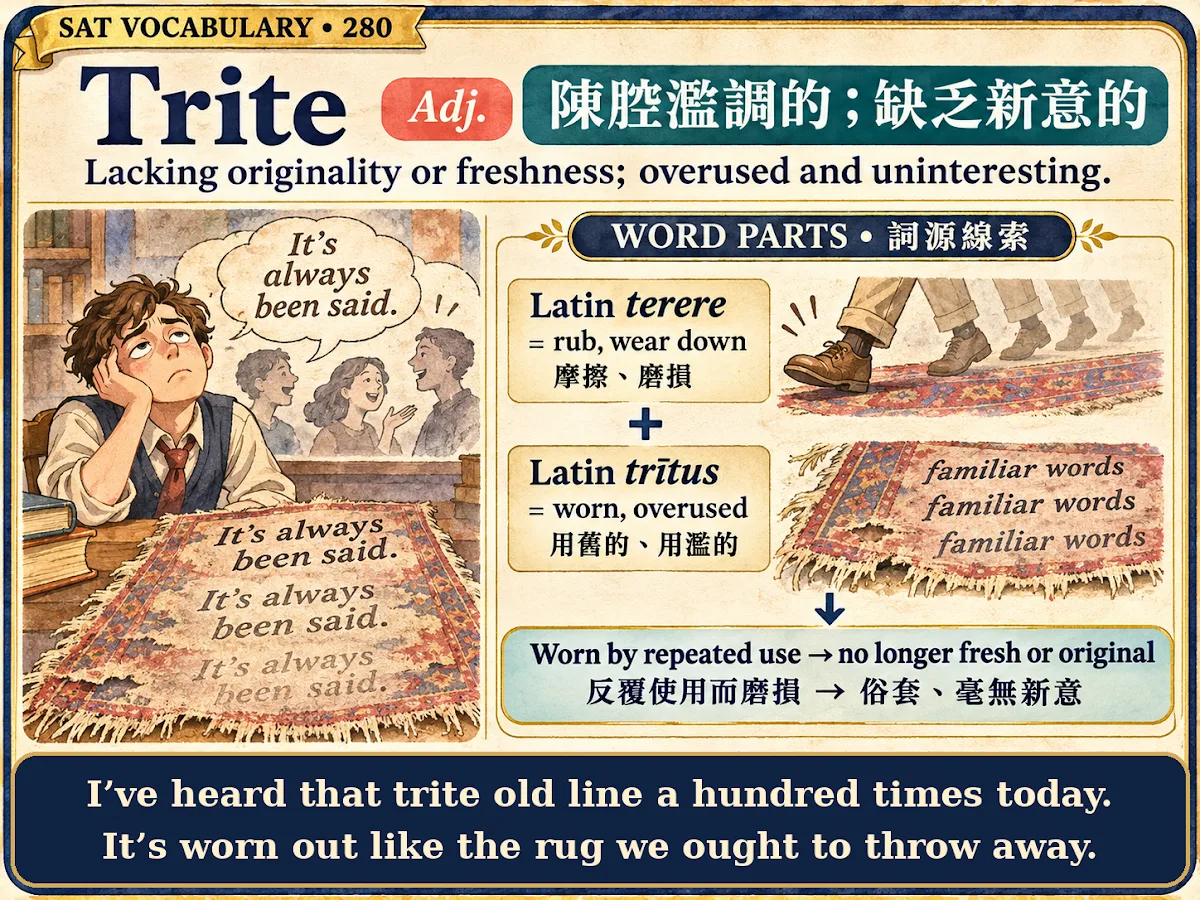 SAT VOCABULARY • 280
Trite
Adj.
陳腔濫調的；缺乏新意的
Lacking originality or freshness; overused and uninteresting.
It’s
always
been said.
It’s always
been said.
It’s always
been said.
It’s always
been said.
WORD PARTS • 詞源線索
Latin terere
= rub, wear down
摩擦、磨損
+
Latin trītus
= worn, overused
用舊的、用濫的
familiar words
familiar words
familiar words
Worn by repeated use → no longer fresh or original
反覆使用而磨損 → 俗套、毫無新意
I’ve heard that trite old line a hundred times today.
It’s worn out like the rug we ought to throw away.